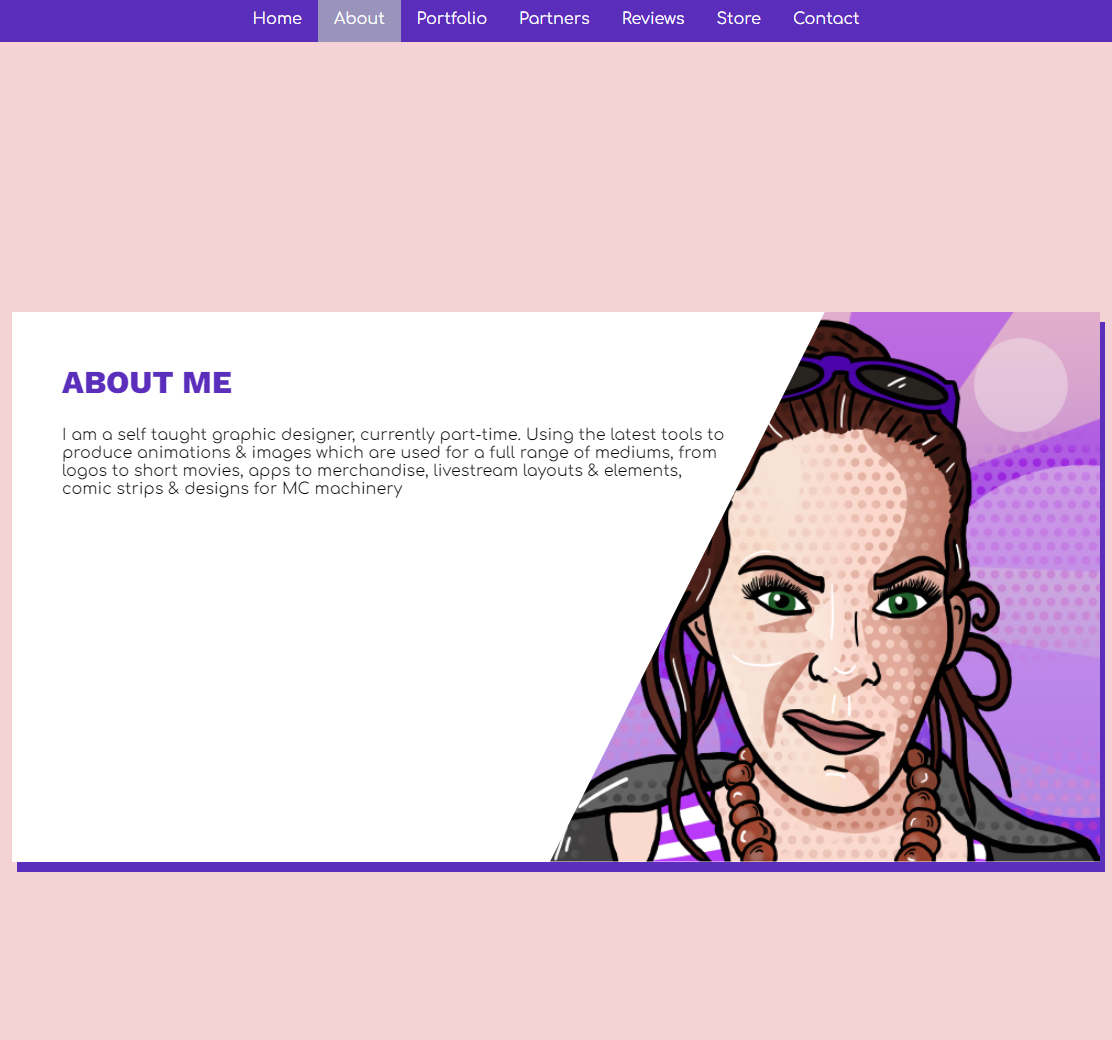 Home About Portfolio Partners Reviews Store Contact
ABOUT ME
I am a self taught graphic designer, currently part-time. Using the latest tools to
produce animations & images which are used for a full range of mediums, from
logos to short movies, apps to merchandise, livestream layouts & elements,
comic strips & designs for MC machinery